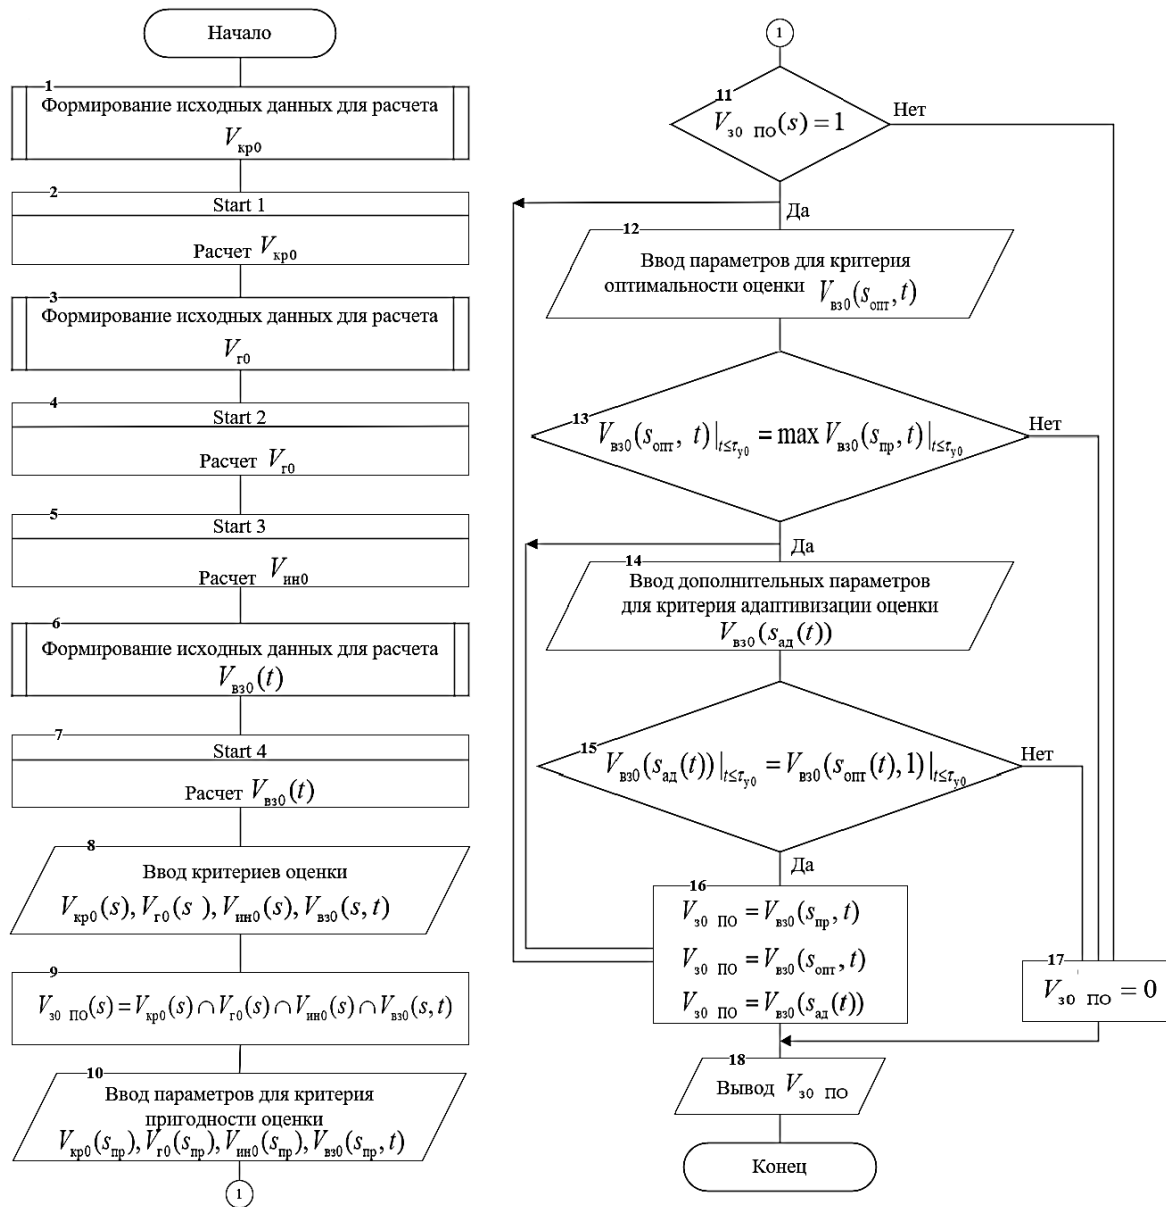 Начало
1
Формирование исходных данных для расчета
V_кр0
2
Start 1
Расчет V_кр0
3
Формирование исходных данных для расчета
V_г0
4
Start 2
Расчет V_г0
5
Start 3
Расчет V_ин0
6
Формирование исходных данных для расчета
V_вз0(t)
7
Start 4
Расчет V_вз0(t)
8
Ввод критериев оценки
V_кр0(s), V_г0(s ), V_ин0(s), V_вз0(s,t)
9
V_з0 ПО(s) = V_кр0(s) ∩ V_г0(s) ∩ V_ин0(s) ∩ V_вз0(s,t)
10
Ввод параметров для критерия
пригодности оценки
V_кр0(s_пр), V_г0(s_пр), V_ин0(s_пр), V_вз0(s_пр, t)
1
1
11
V_з0 ПО(s) = 1
Нет
Да
12
Ввод параметров для критерия
оптимальности оценки V_вз0(s_опт, t)
13
V_вз0(s_опт, t)|_t≤τ_у0 = max V_вз0(s_пр, t)|_t≤τ_у0
Нет
Да
14
Ввод дополнительных параметров
для критерия адаптивизации оценки
V_вз0(s_ад(t))
15
V_вз0(s_ад(t))|_t≤τ_у0 = V_вз0(s_опт(t),1)|_t≤τ_у0
Нет
Да
16
V_з0 ПО = V_вз0(s_пр, t)
V_з0 ПО = V_вз0(s_опт, t)
V_з0 ПО = V_вз0(s_ад(t))
17
V_з0 ПО = 0
18
Вывод V_з0 ПО
Конец